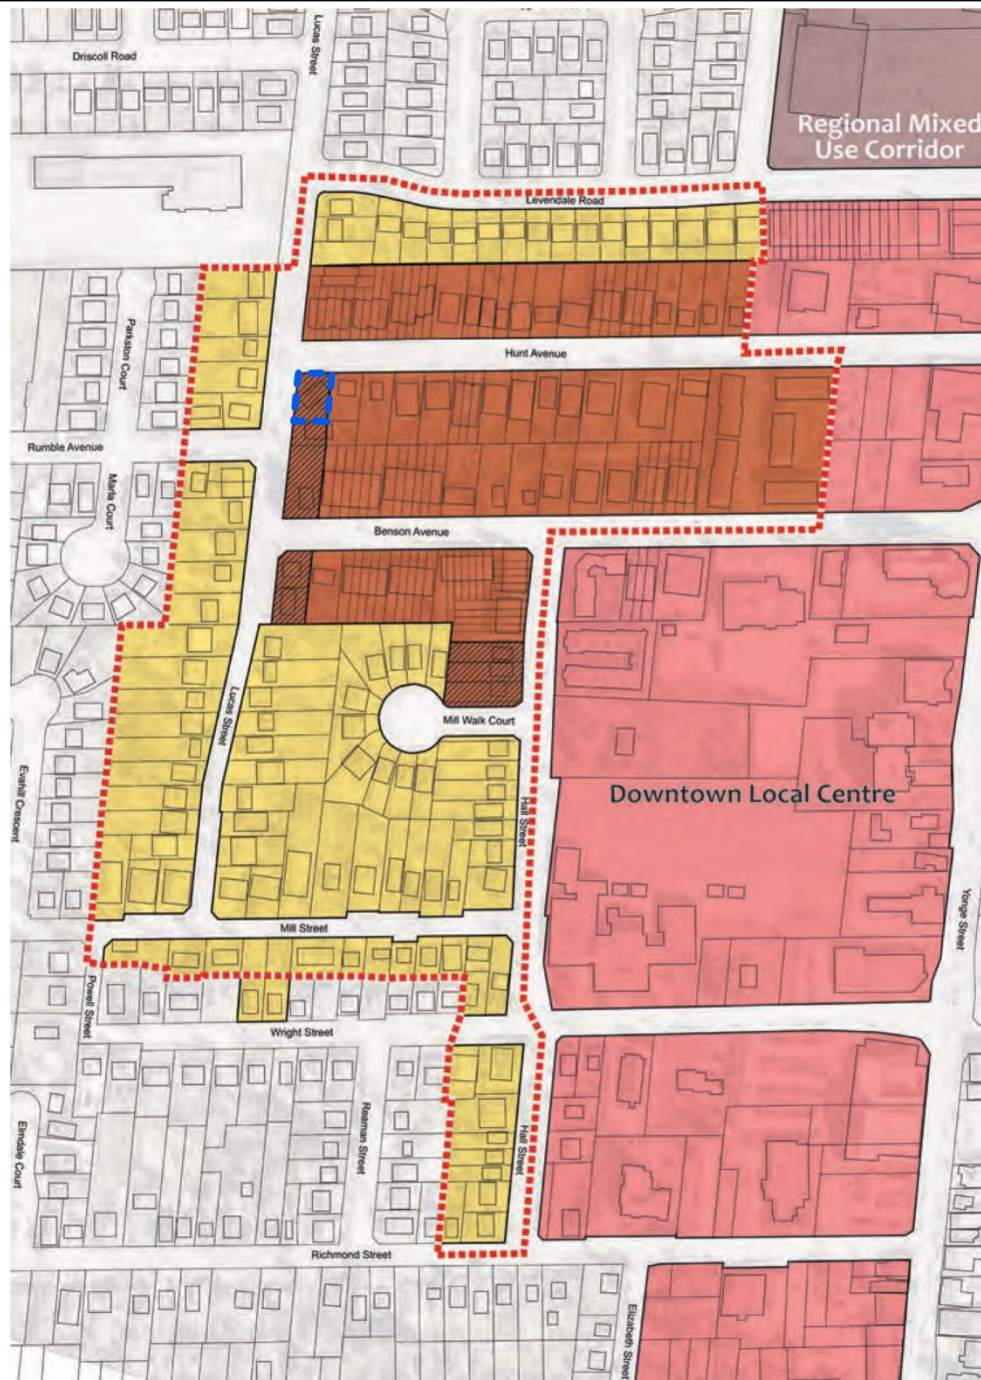 Lucas Street
Driscoll Road
Regional Mixed
Use Corridor
Levendale Road
Parkston Court
Hunt Avenue
Rumble Avenue
Marla Court
Benson Avenue
Lucas Street
Mill Walk Court
Evahill Crescent
Downtown Local Centre
Hall Street
Yonge Street
Mill Street
Powell Street
Wright Street
Reaman Street
Hall Street
Elmdale Court
Richmond Street
Elizabeth Street